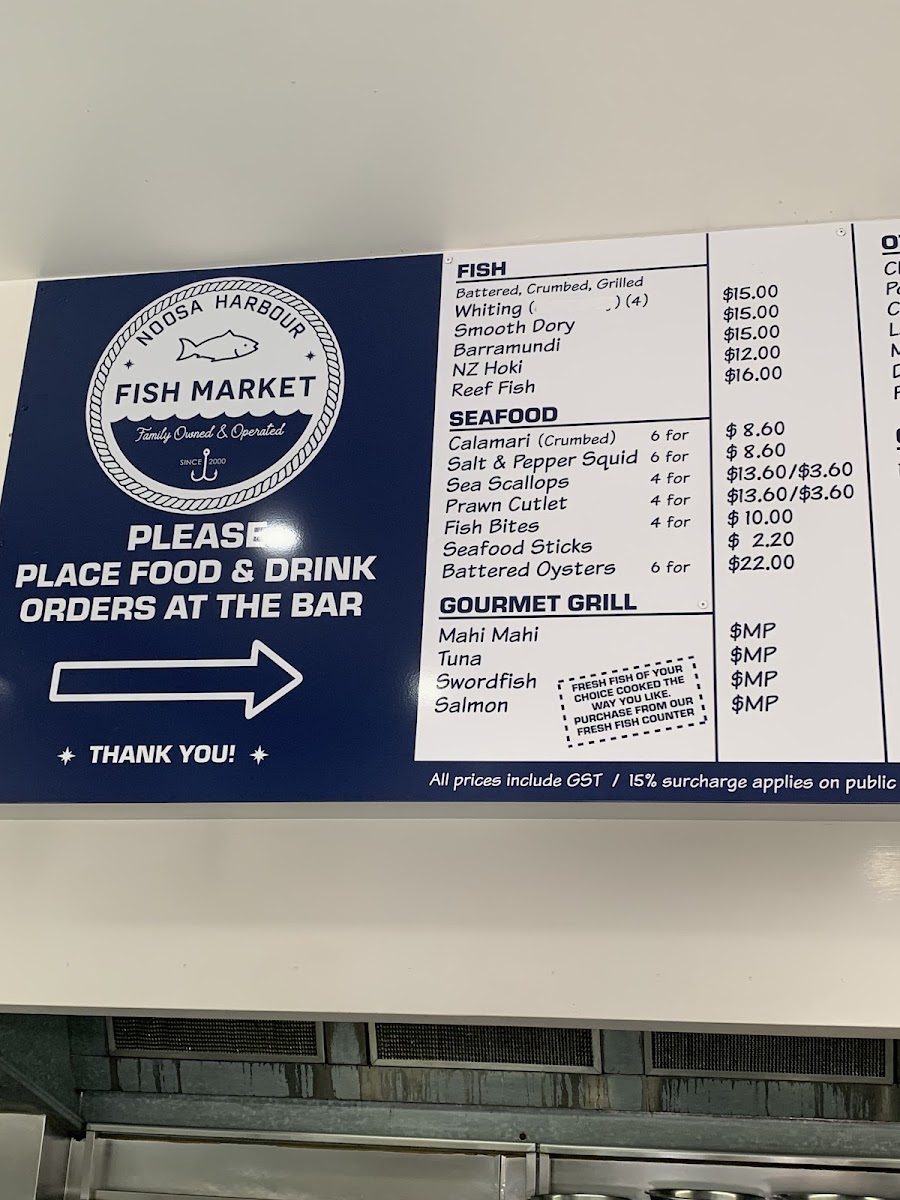 NOOSA HARBOUR
FISH MARKET
Family Owned & Operated
SINCE 2000
PLEASE
PLACE FOOD & DRINK
ORDERS AT THE BAR
THANK YOU!
FISH
Battered, Crumbed, Grilled
Whiting ( ) (4) $15.00
Smooth Dory $15.00
Barramundi $15.00
NZ Hoki $12.00
Reef Fish $16.00
SEAFOOD
Calamari (Crumbed) 6 for $ 8.60
Salt & Pepper Squid 6 for $ 8.60
Sea Scallops 4 for $13.60/$3.60
Prawn Cutlet 4 for $13.60/$3.60
Fish Bites 4 for $ 10.00
Seafood Sticks $ 2.20
Battered Oysters 6 for $22.00
GOURMET GRILL
Mahi Mahi $MP
Tuna $MP
Swordfish $MP
Salmon $MP
FRESH FISH OF YOUR
CHOICE COOKED THE
WAY YOU LIKE.
PURCHASE FROM OUR
FRESH FISH COUNTER
All prices include GST / 15% surcharge applies on public